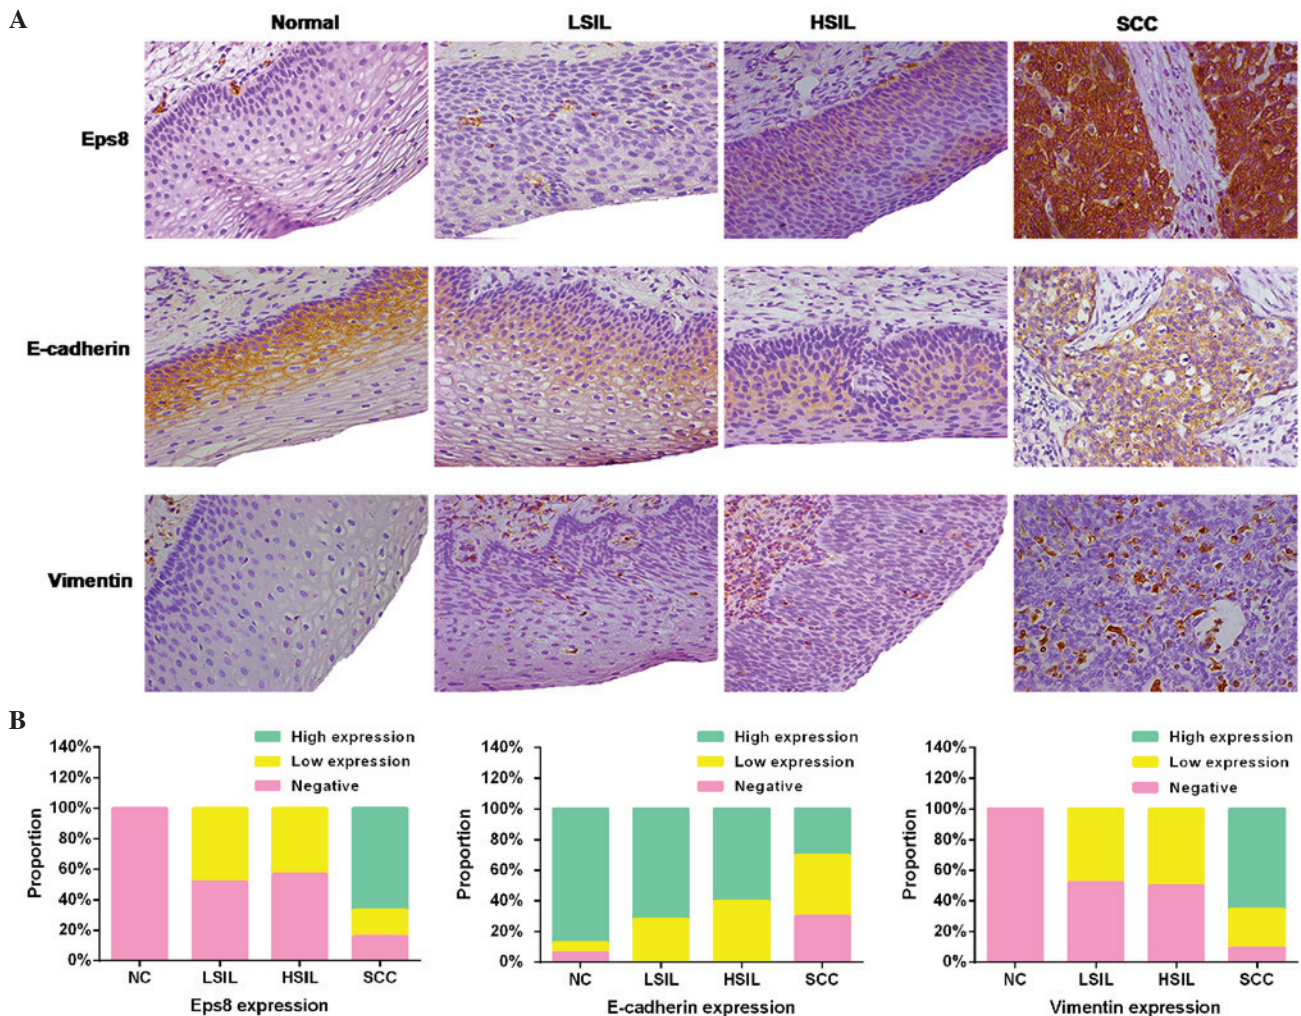 A
Normal LSIL HSIL SCC
Eps8
E-cadherin
Vimentin
B
High expression
Low expression
Negative
140%
120%
100%
80%
60%
40%
20%
0%
Proportion
NC LSIL HSIL SCC
Eps8 expression
High expression
Low expression
Negative
140%
120%
100%
80%
60%
40%
20%
0%
Proportion
NC LSIL HSIL SCC
E-cadherin expression
High expression
Low expression
Negative
140%
120%
100%
80%
60%
40%
20%
0%
Proportion
NC LSIL HSIL SCC
Vimentin expression